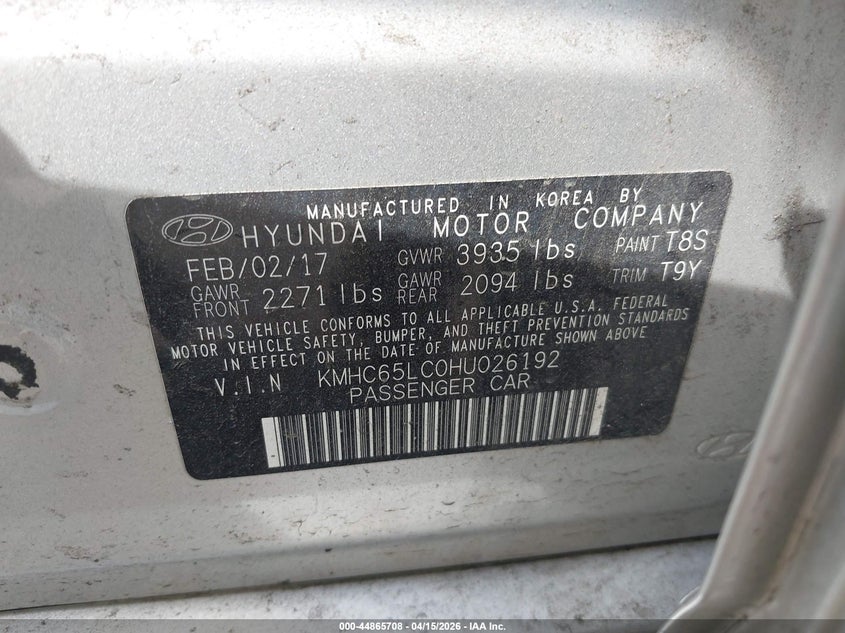 MANUFACTURED IN KOREA BY
HYUNDAI MOTOR COMPANY
FEB/02/17 GVWR 3935 lbs PAINT T8S
GAWR FRONT 2271 lbs GAWR REAR 2094 lbs TRIM T9Y
THIS VEHICLE CONFORMS TO ALL APPLICABLE U.S.A. FEDERAL
MOTOR VEHICLE SAFETY, BUMPER, AND THEFT PREVENTION STANDARDS
IN EFFECT ON THE DATE OF MANUFACTURE SHOWN ABOVE
V.I.N KMHC65LC0HU026192
PASSENGER CAR
000-44865708 - 04/15/2026 - IAA Inc.